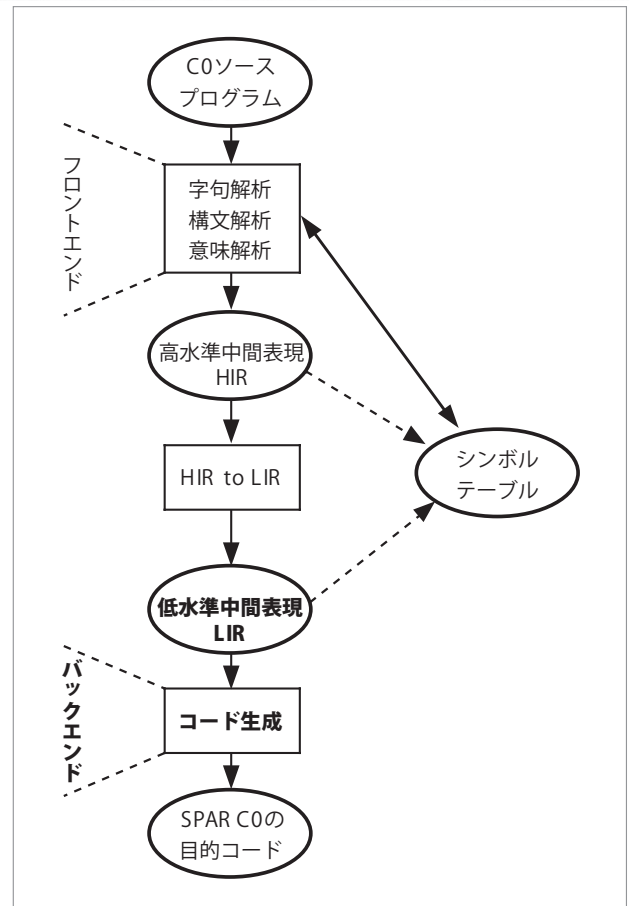 C0ソース
プログラム
フロントエンド
字句解析
構文解析
意味解析
高水準中間表現
HIR
HIR to LIR
シンボル
テーブル
低水準中間表現
LIR
バックエンド
コード生成
SPAR C0の
目的コード